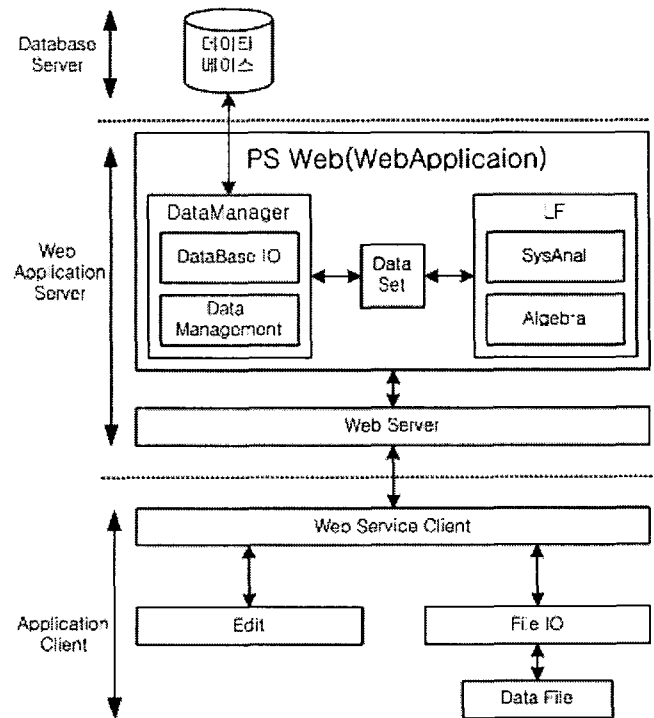 Database
Server
데이터
베이스
PS Web(WebApplicaion)
DataManager
LF
Web
Application
Server
DataBase IO
Data
Set
SysAnal
Data
Management
Algebra
Web Server
Web Service Client
Application
Client
Edit
File IO
Data File